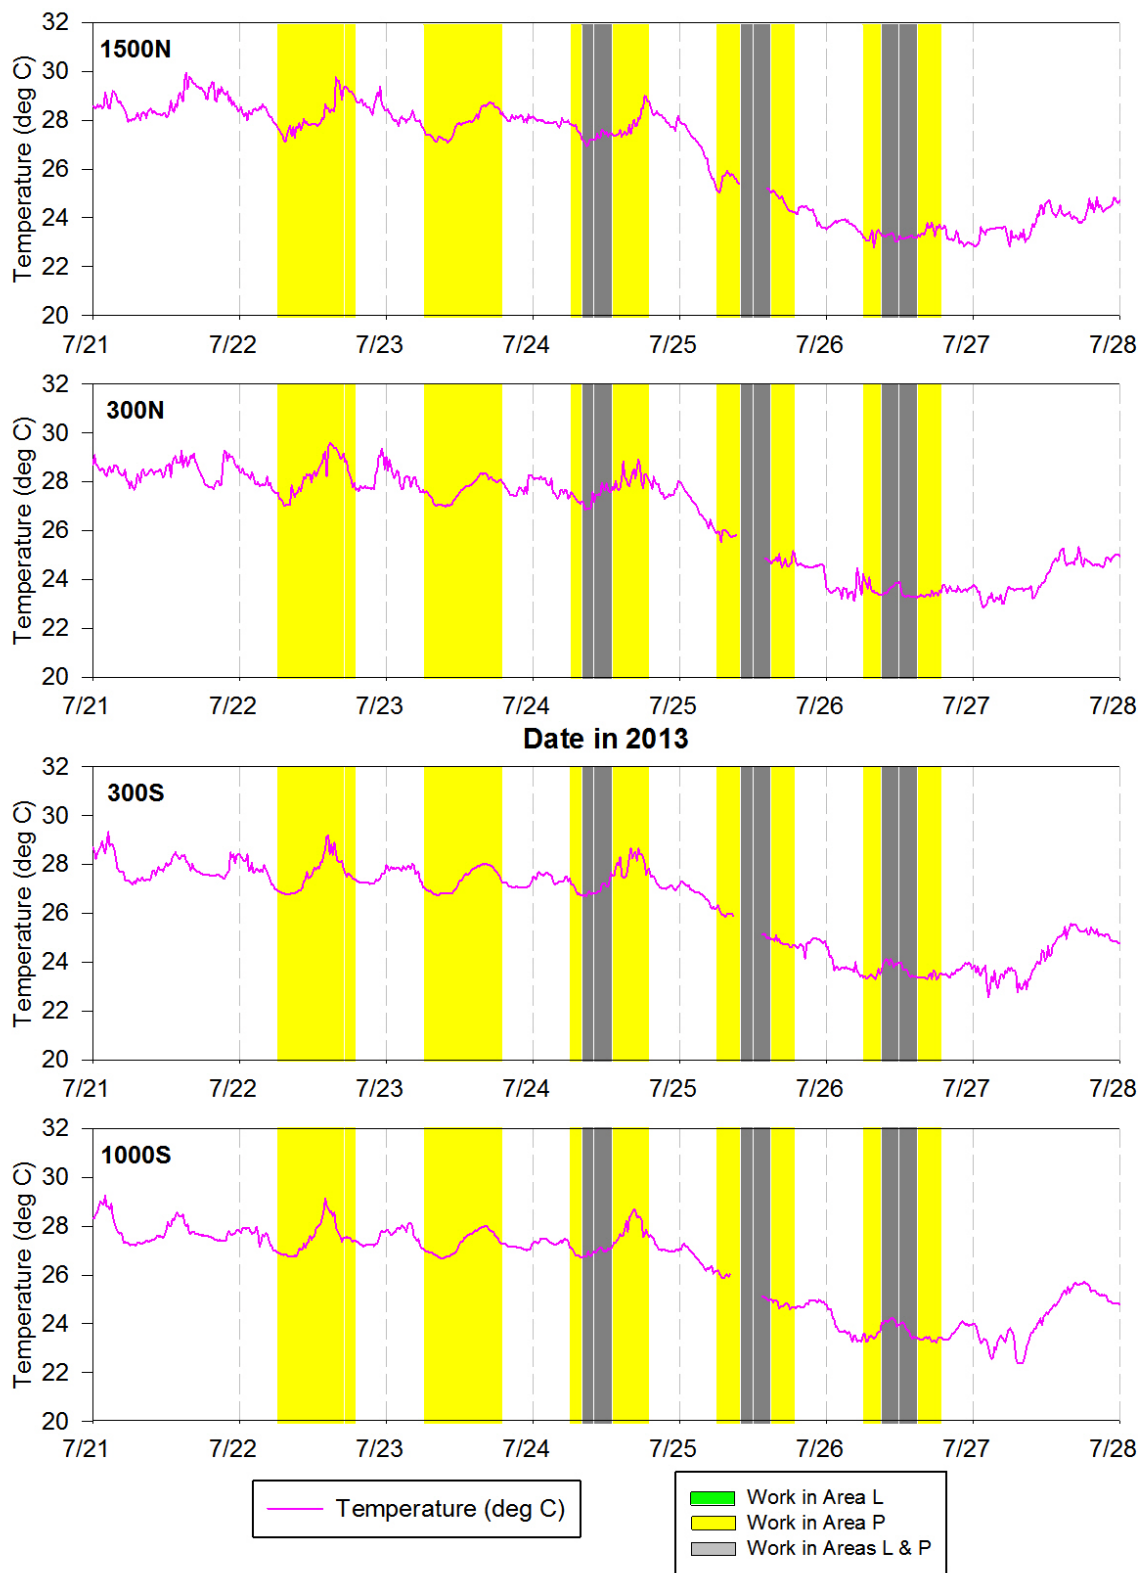 1500N
Temperature (deg C)
32
30
28
26
24
22
20
7/21 7/22 7/23 7/24 7/25 7/26 7/27 7/28
300N
Temperature (deg C)
32
30
28
26
24
22
20
7/21 7/22 7/23 7/24 7/25 7/26 7/27 7/28
Date in 2013
300S
Temperature (deg C)
32
30
28
26
24
22
20
7/21 7/22 7/23 7/24 7/25 7/26 7/27 7/28
1000S
Temperature (deg C)
32
30
28
26
24
22
20
7/21 7/22 7/23 7/24 7/25 7/26 7/27 7/28
Temperature (deg C)
Work in Area L
Work in Area P
Work in Areas L & P